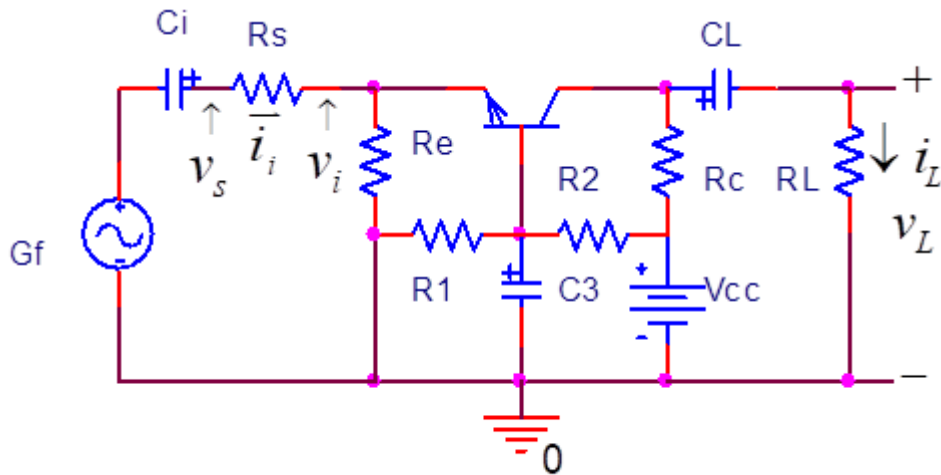 Ci Rs CL +
v_s i_i v_i Re R2 Rc RL i_L
v_L
Gf + -
R1 C3 Vcc + - −
0